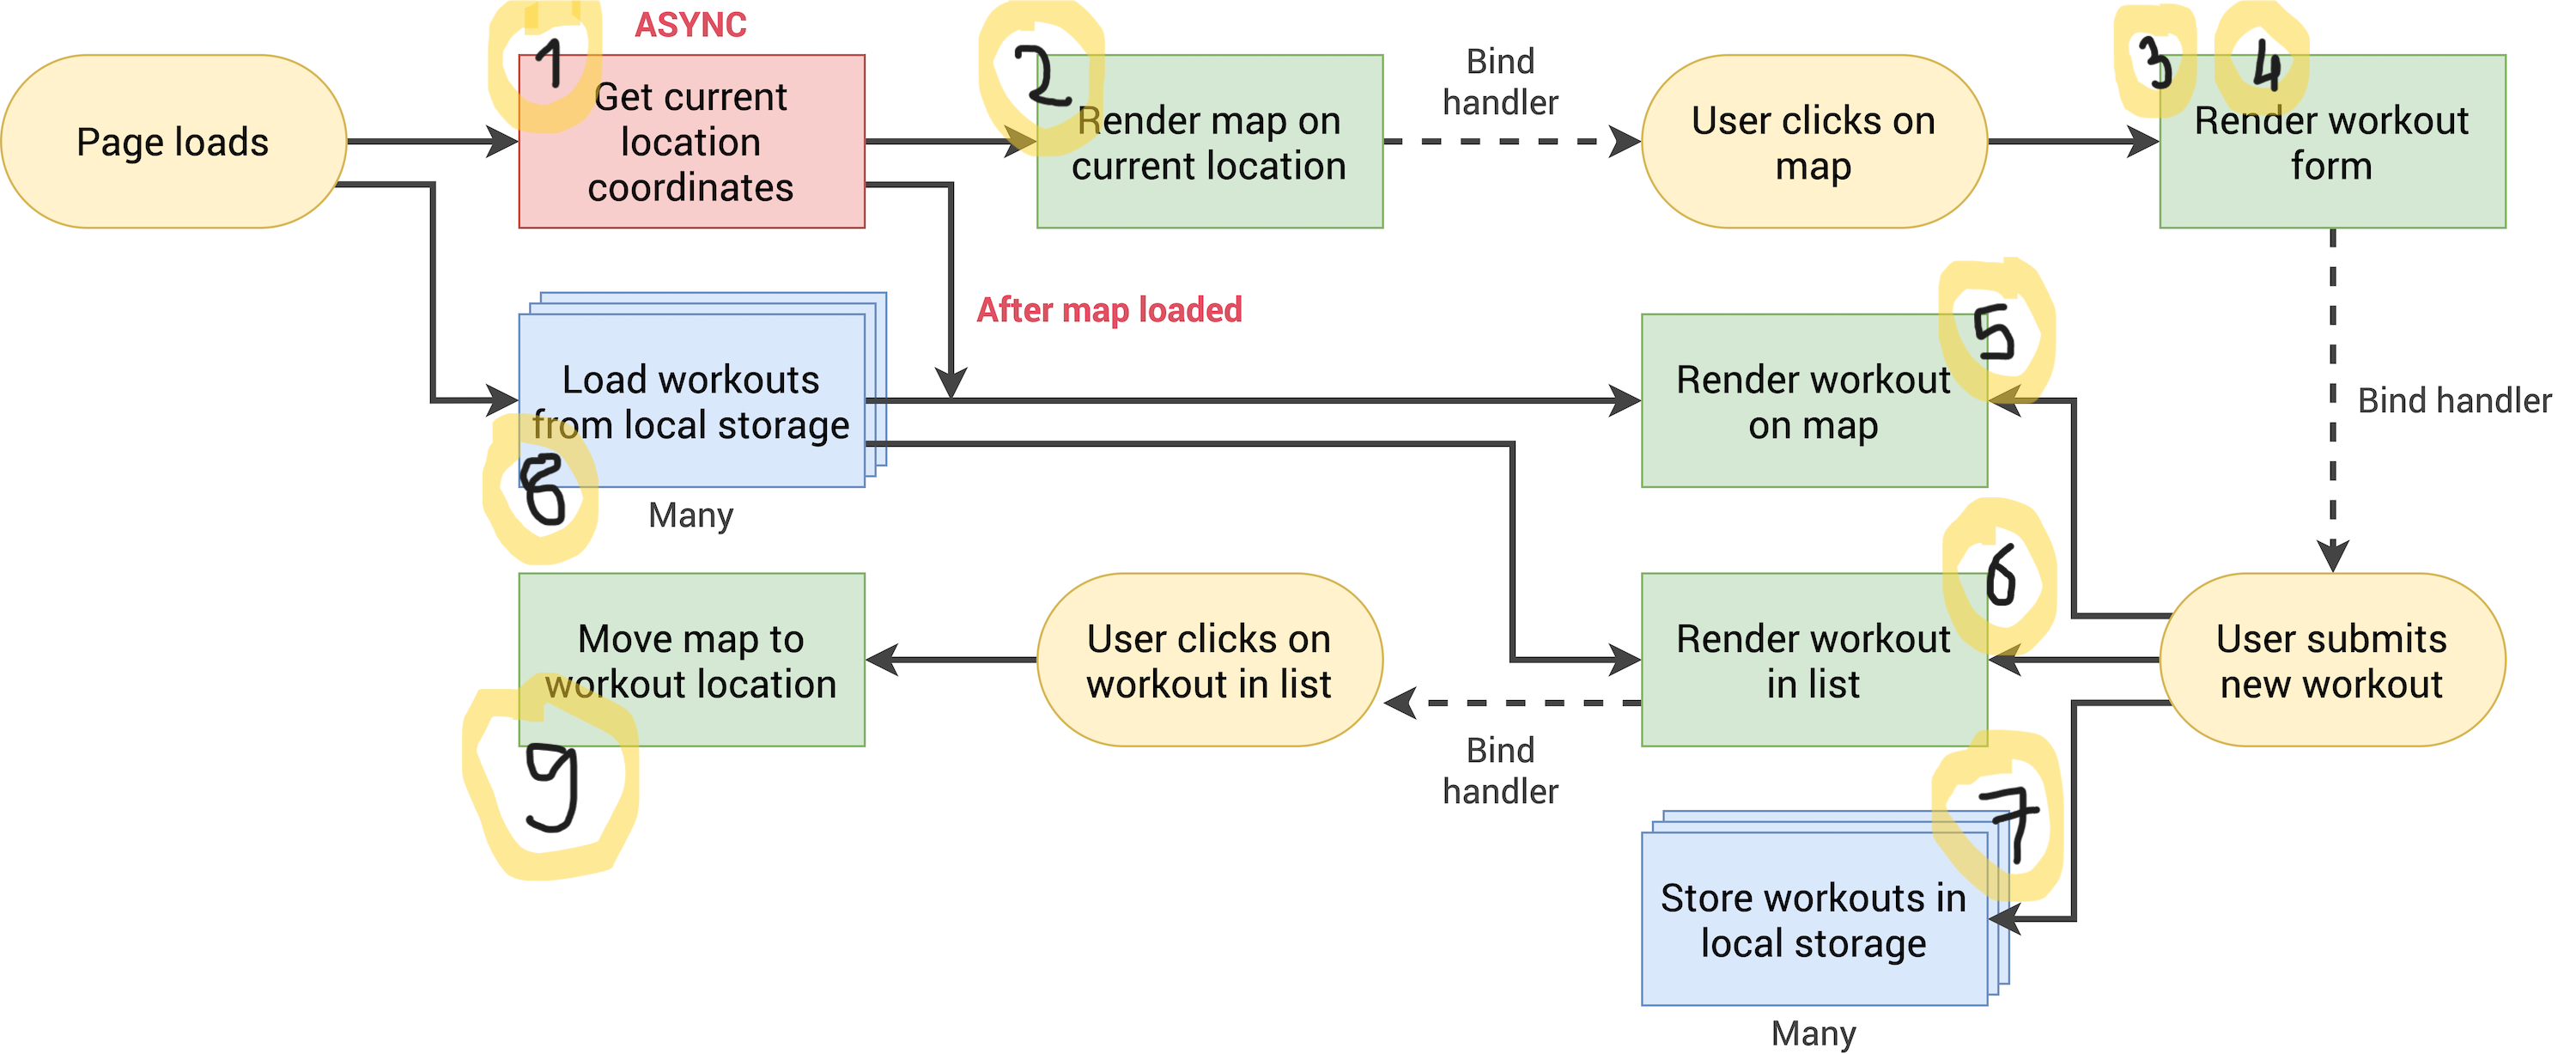 ASYNC
1
2
3
4
Page loads
Get current
location
coordinates
Render map on
current location
Bind
handler
User clicks on
map
Render workout
form
After map loaded
5
Load workouts
from local storage
8
Many
Render workout
on map
Bind handler
6
Move map to
workout location
9
User clicks on
workout in list
Render workout
in list
User submits
new workout
Bind
handler
7
Store workouts in
local storage
Many